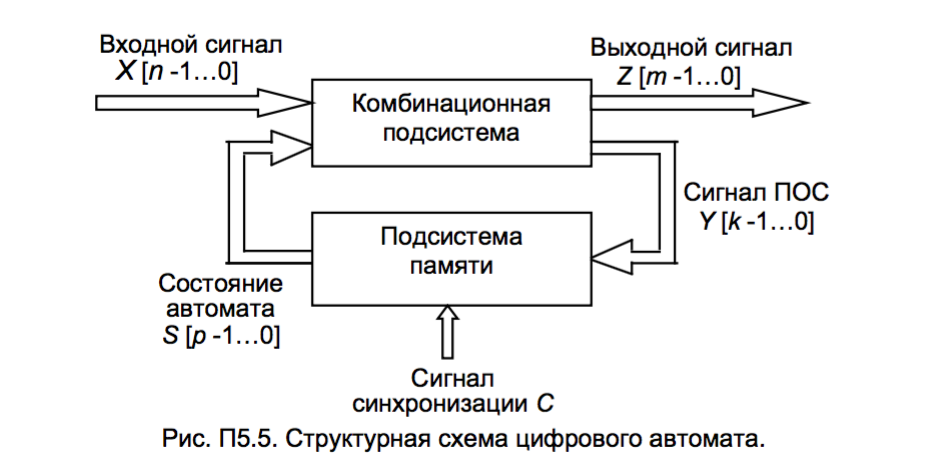 Входной сигнал
X [n -1…0]
Выходной сигнал
Z [m -1…0]
Комбинационная
подсистема
Сигнал ПОС
Y [k -1…0]
Подсистема
памяти
Состояние
автомата
S [p -1…0]
Сигнал
синхронизации C
Рис. П5.5. Структурная схема цифрового автомата.